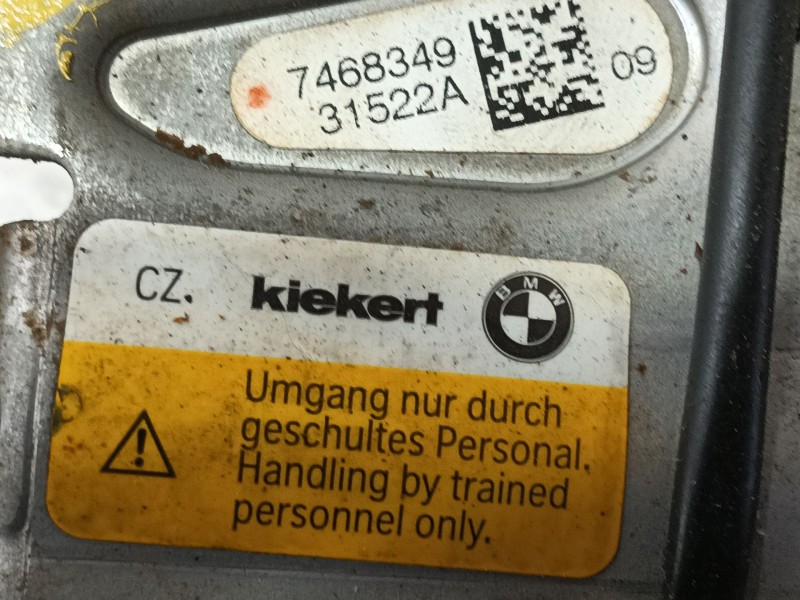 7468349
31522A
09
CZ. kiekert BMW
Umgang nur durch
geschultes Personal.
Handling by trained
personnel only.